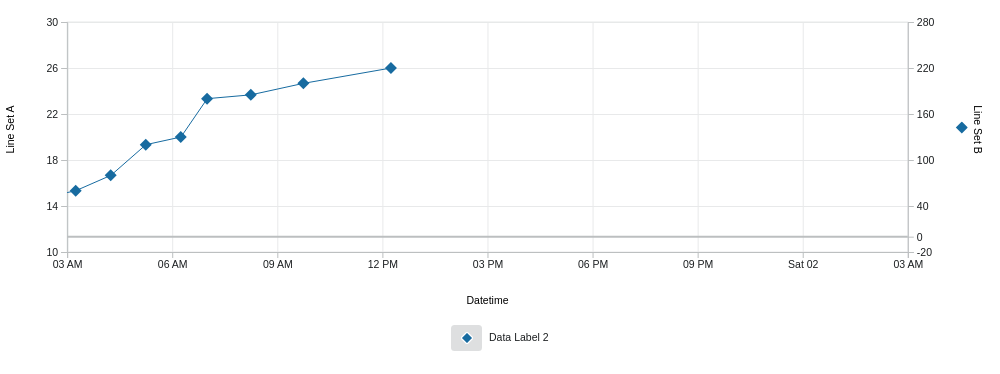 30
26
22
18
14
10
Line Set A
280
220
160
100
40
0
-20
Line Set B
03 AM 06 AM 09 AM 12 PM 03 PM 06 PM 09 PM Sat 02 03 AM
Datetime
Data Label 2